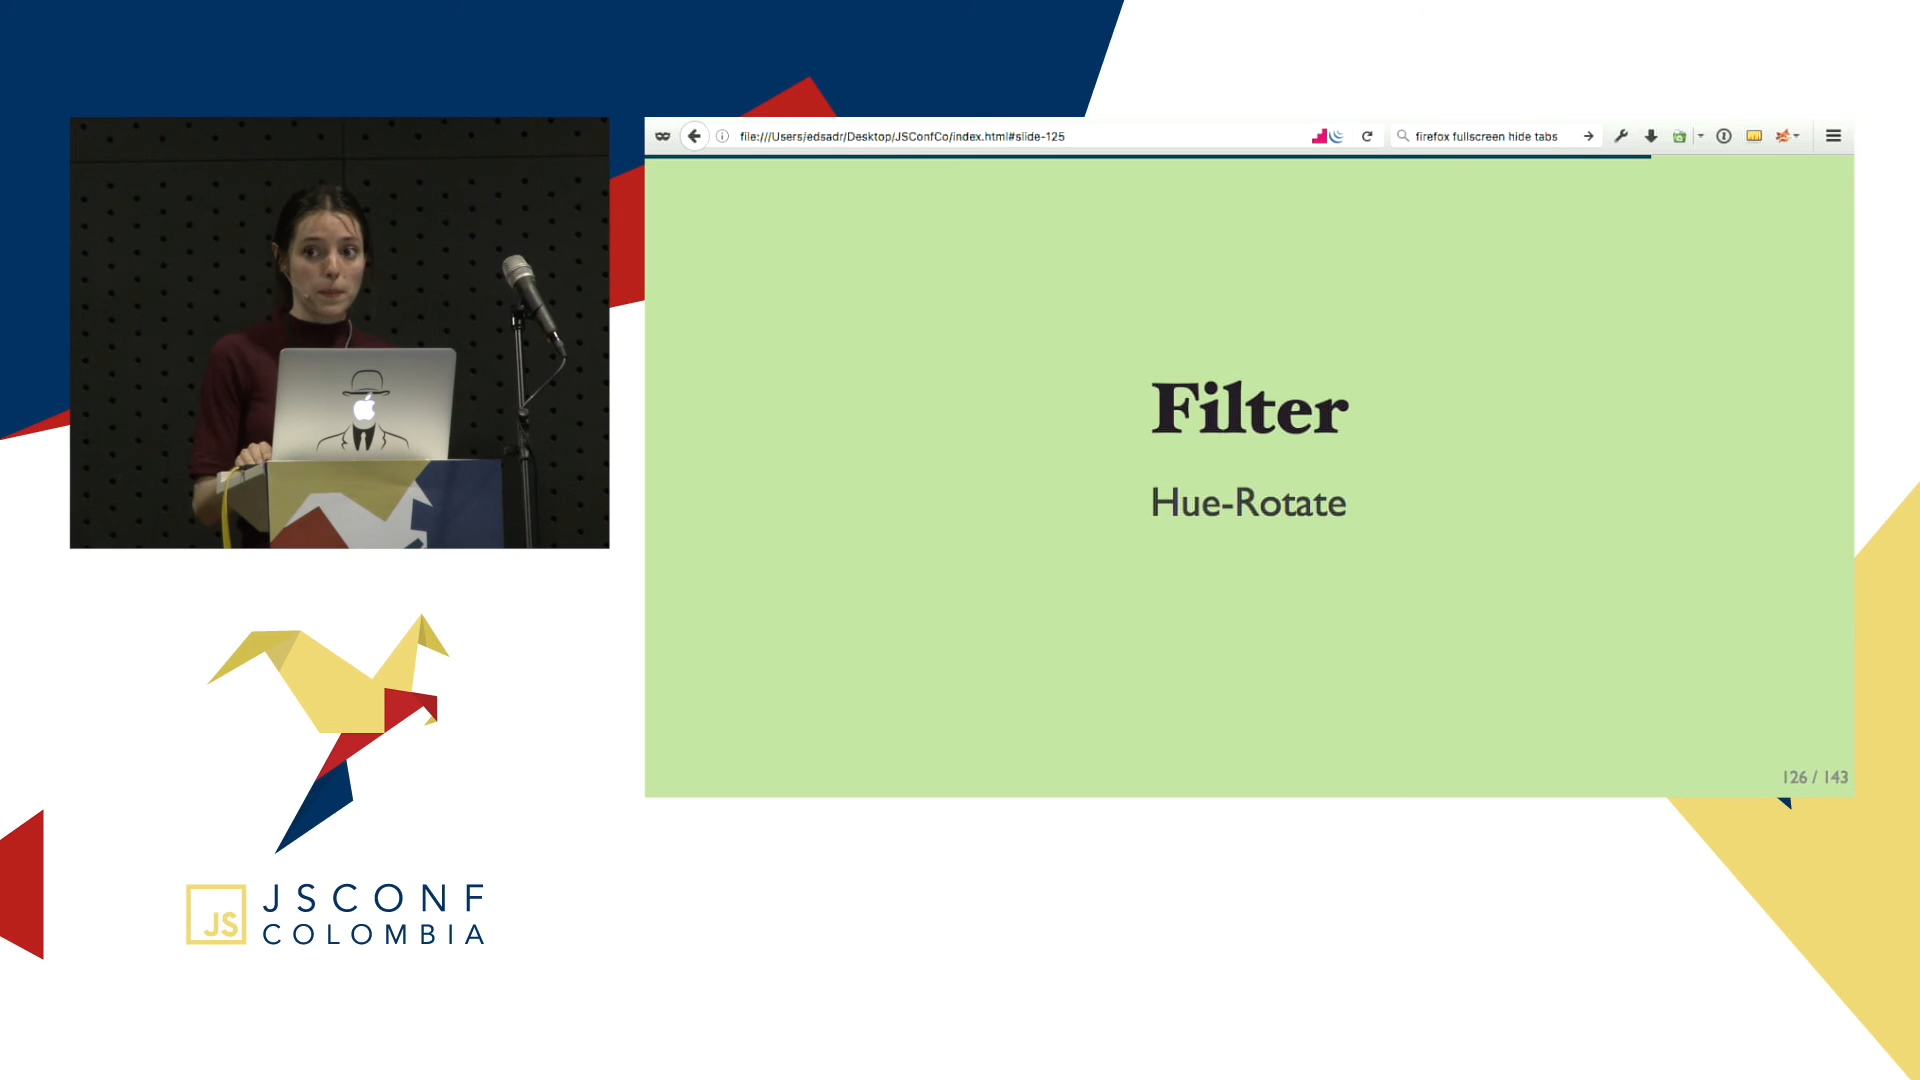 file:///Users/edsadr/Desktop/JSConfCo/index.html#slide-125
firefox fullscreen hide tabs
Filter
Hue-Rotate
126 / 143
JS
JSCONF
COLOMBIA